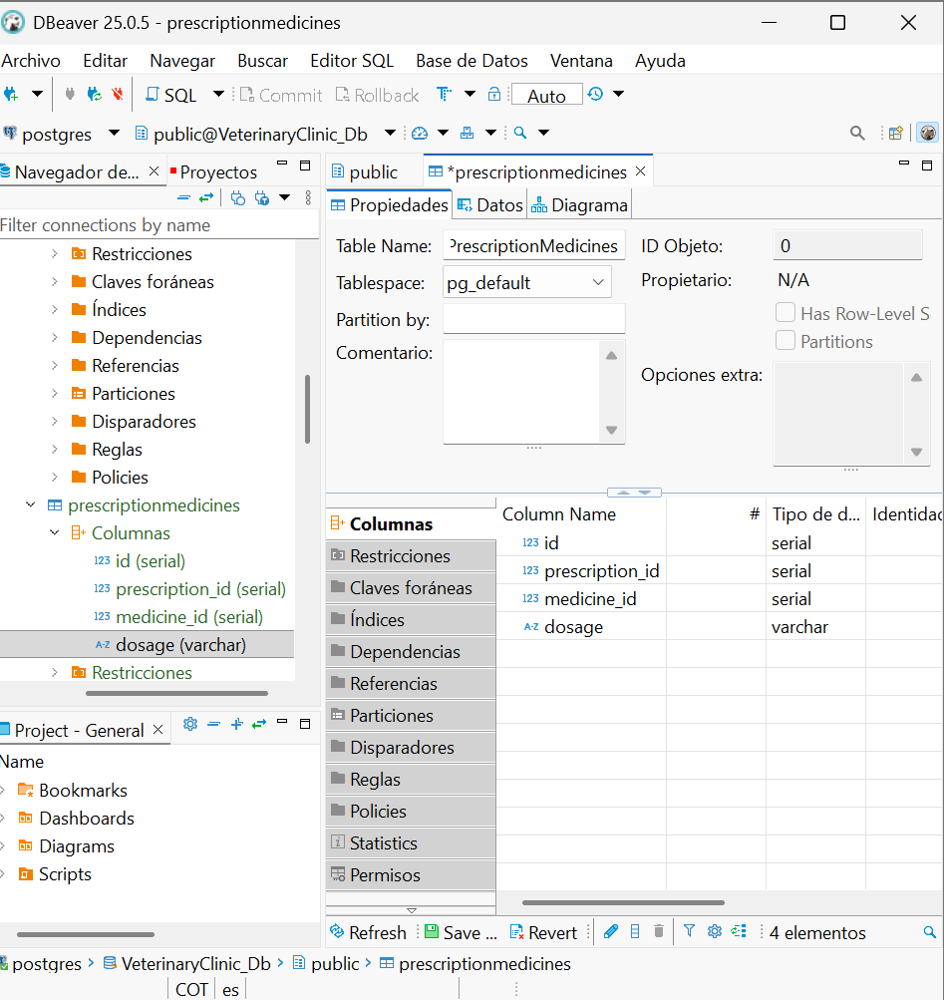 DBeaver 25.0.5 - prescriptionmedicines
Archivo Editar Navegar Buscar Editor SQL Base de Datos Ventana Ayuda
SQL Commit Rollback Auto
postgres public@VeterinaryClinic_Db
Navegador de... Proyectos
Filter connections by name
Restricciones
Claves foráneas
Índices
Dependencias
Referencias
Particiones
Disparadores
Reglas
Policies
prescriptionmedicines
Columnas
123 id (serial)
123 prescription_id (serial)
123 medicine_id (serial)
A-Z dosage (varchar)
Restricciones
Project - General
Name
Bookmarks
Dashboards
Diagrams
Scripts
public *prescriptionmedicines
Propiedades Datos Diagrama
Table Name: PrescriptionMedicines
Tablespace: pg_default
Partition by:
Comentario:
ID Objeto: 0
Propietario: N/A
Has Row-Level S
Partitions
Opciones extra:
Columnas
Restricciones
Claves foráneas
Índices
Dependencias
Referencias
Particiones
Disparadores
Reglas
Policies
Statistics
Permisos
Column Name # Tipo de d... Identidad
123 id serial
123 prescription_id serial
123 medicine_id serial
A-Z dosage varchar
Refresh Save ... Revert 4 elementos
postgres VeterinaryClinic_Db public prescriptionmedicines
COT es